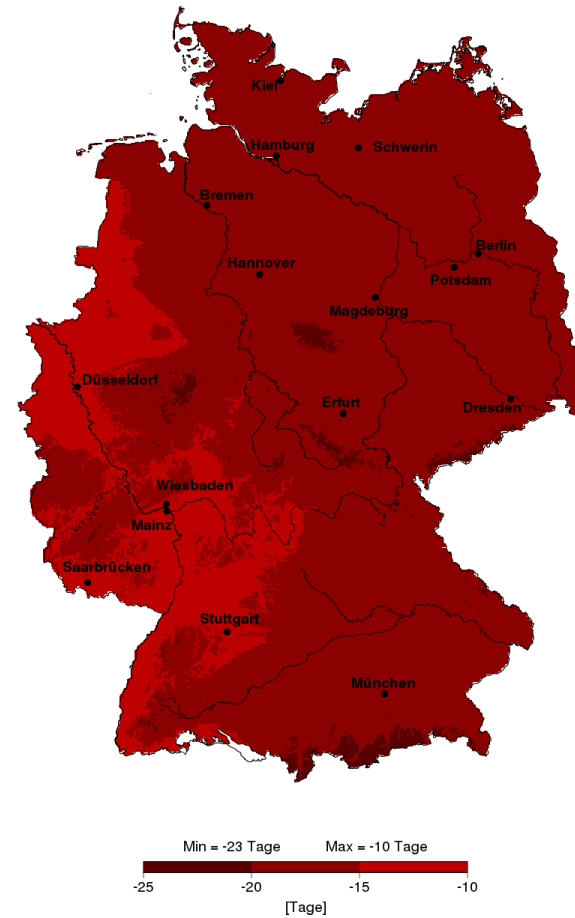 Kiel
Hamburg
Schwerin
Bremen
Berlin
Hannover
Potsdam
Magdeburg
Düsseldorf
Erfurt
Dresden
Wiesbaden
Mainz
Saarbrücken
Stuttgart
München
Min = -23 Tage Max = -10 Tage
-25 -20 -15 -10
[Tage]